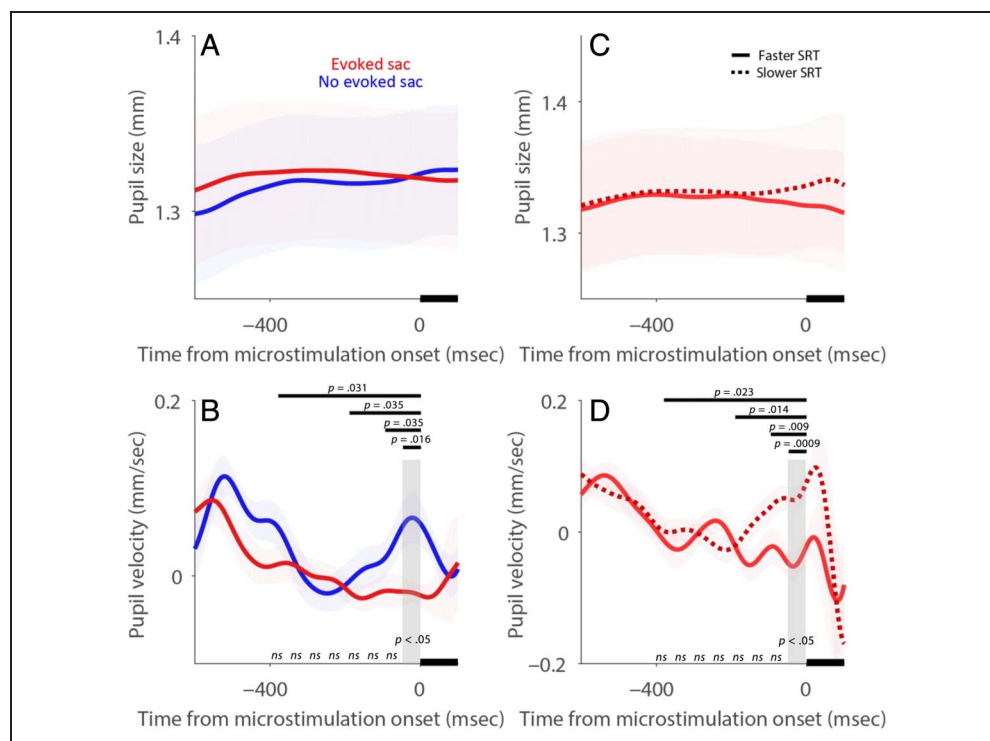 A
1.4
Evoked sac
No evoked sac
Pupil size (mm)
1.3
−400
0
Time from microstimulation onset (msec)
C
Faster SRT
Slower SRT
1.4
Pupil size (mm)
1.3
−400
0
Time from microstimulation onset (msec)
B
p = .031
p = .035
p = .035
p = .016
0.2
Pupil velocity (mm/sec)
0
p < .05
ns ns ns ns ns ns ns
−400
0
Time from microstimulation onset (msec)
D
p = .023
p = .014
p = .009
p = .0009
0.2
Pupil velocity (mm/sec)
0
p < .05
ns ns ns ns ns ns ns
−0.2
−400
0
Time from microstimulation onset (msec)